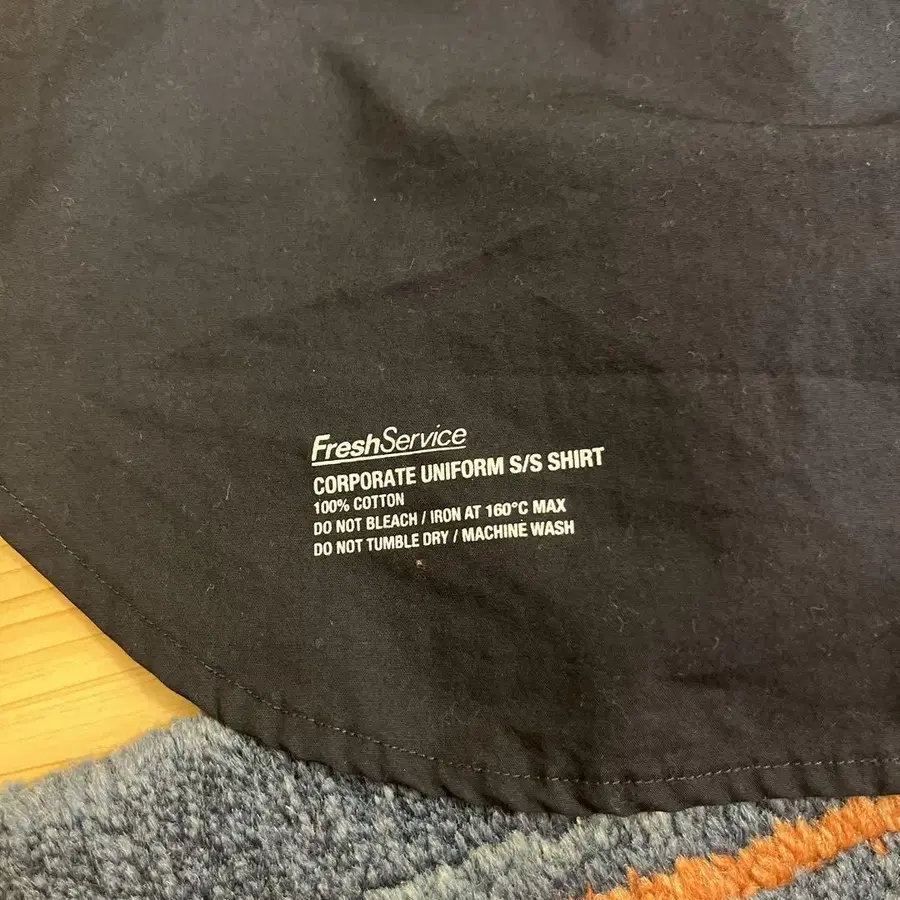 FreshService
CORPORATE UNIFORM S/S SHIRT
100% COTTON
DO NOT BLEACH / IRON AT 160°C MAX
DO NOT TUMBLE DRY / MACHINE WASH